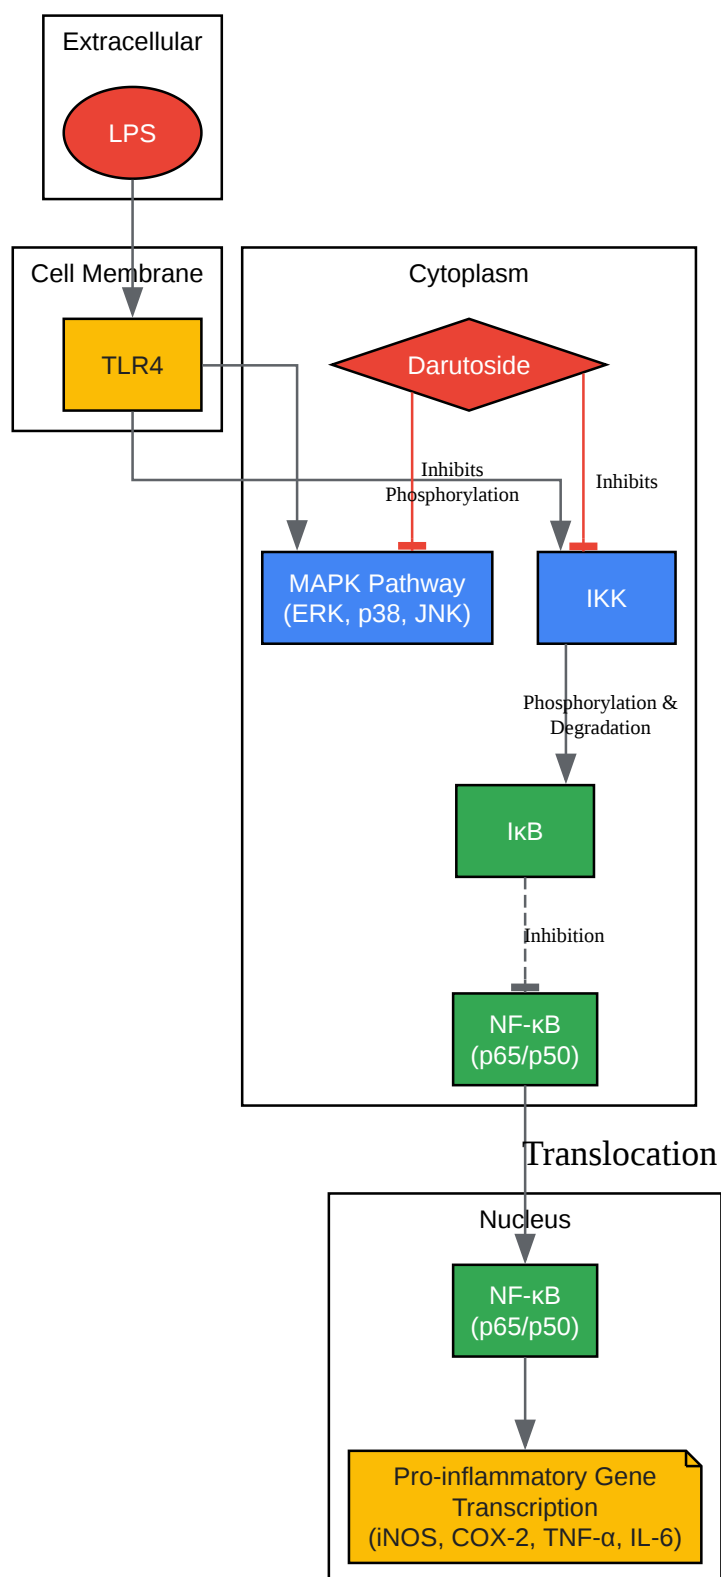 Extracellular
LPS
Cell Membrane
Cytoplasm
TLR4
Darutoside
Inhibits
Phosphorylation
Inhibits
MAPK Pathway
(ERK, p38, JNK)
IKK
Phosphorylation &
Degradation
IκB
Inhibition
NF-κB
(p65/p50)
Translocation
Nucleus
NF-κB
(p65/p50)
Pro-inflammatory Gene
Transcription
(iNOS, COX-2, TNF-α, IL-6)